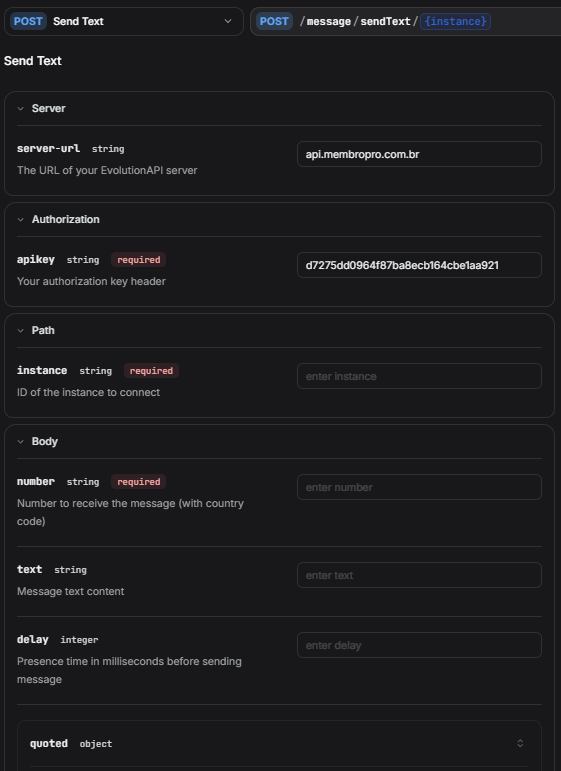 POST Send Text
POST /message/sendText/{instance}
Send Text
Server
server-url string
The URL of your EvolutionAPI server
api.membropro.com.br
Authorization
apikey string required
Your authorization key header
d7275dd0964f87ba8ecb164cbe1aa921
Path
instance string required
ID of the instance to connect
enter instance
Body
number string required
Number to receive the message (with country
code)
enter number
text string
Message text content
enter text
delay integer
Presence time in milliseconds before sending
message
enter delay
quoted object